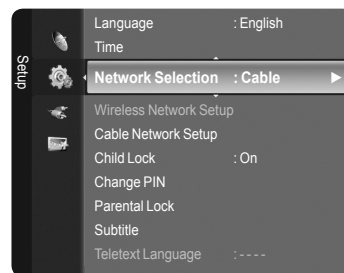 Setup
Language : English
Time
Network Selection : Cable
Wireless Network Setup
Cable Network Setup
Child Lock : On
Change PIN
Parental Lock
Subtitle
Teletext Language : - - - -